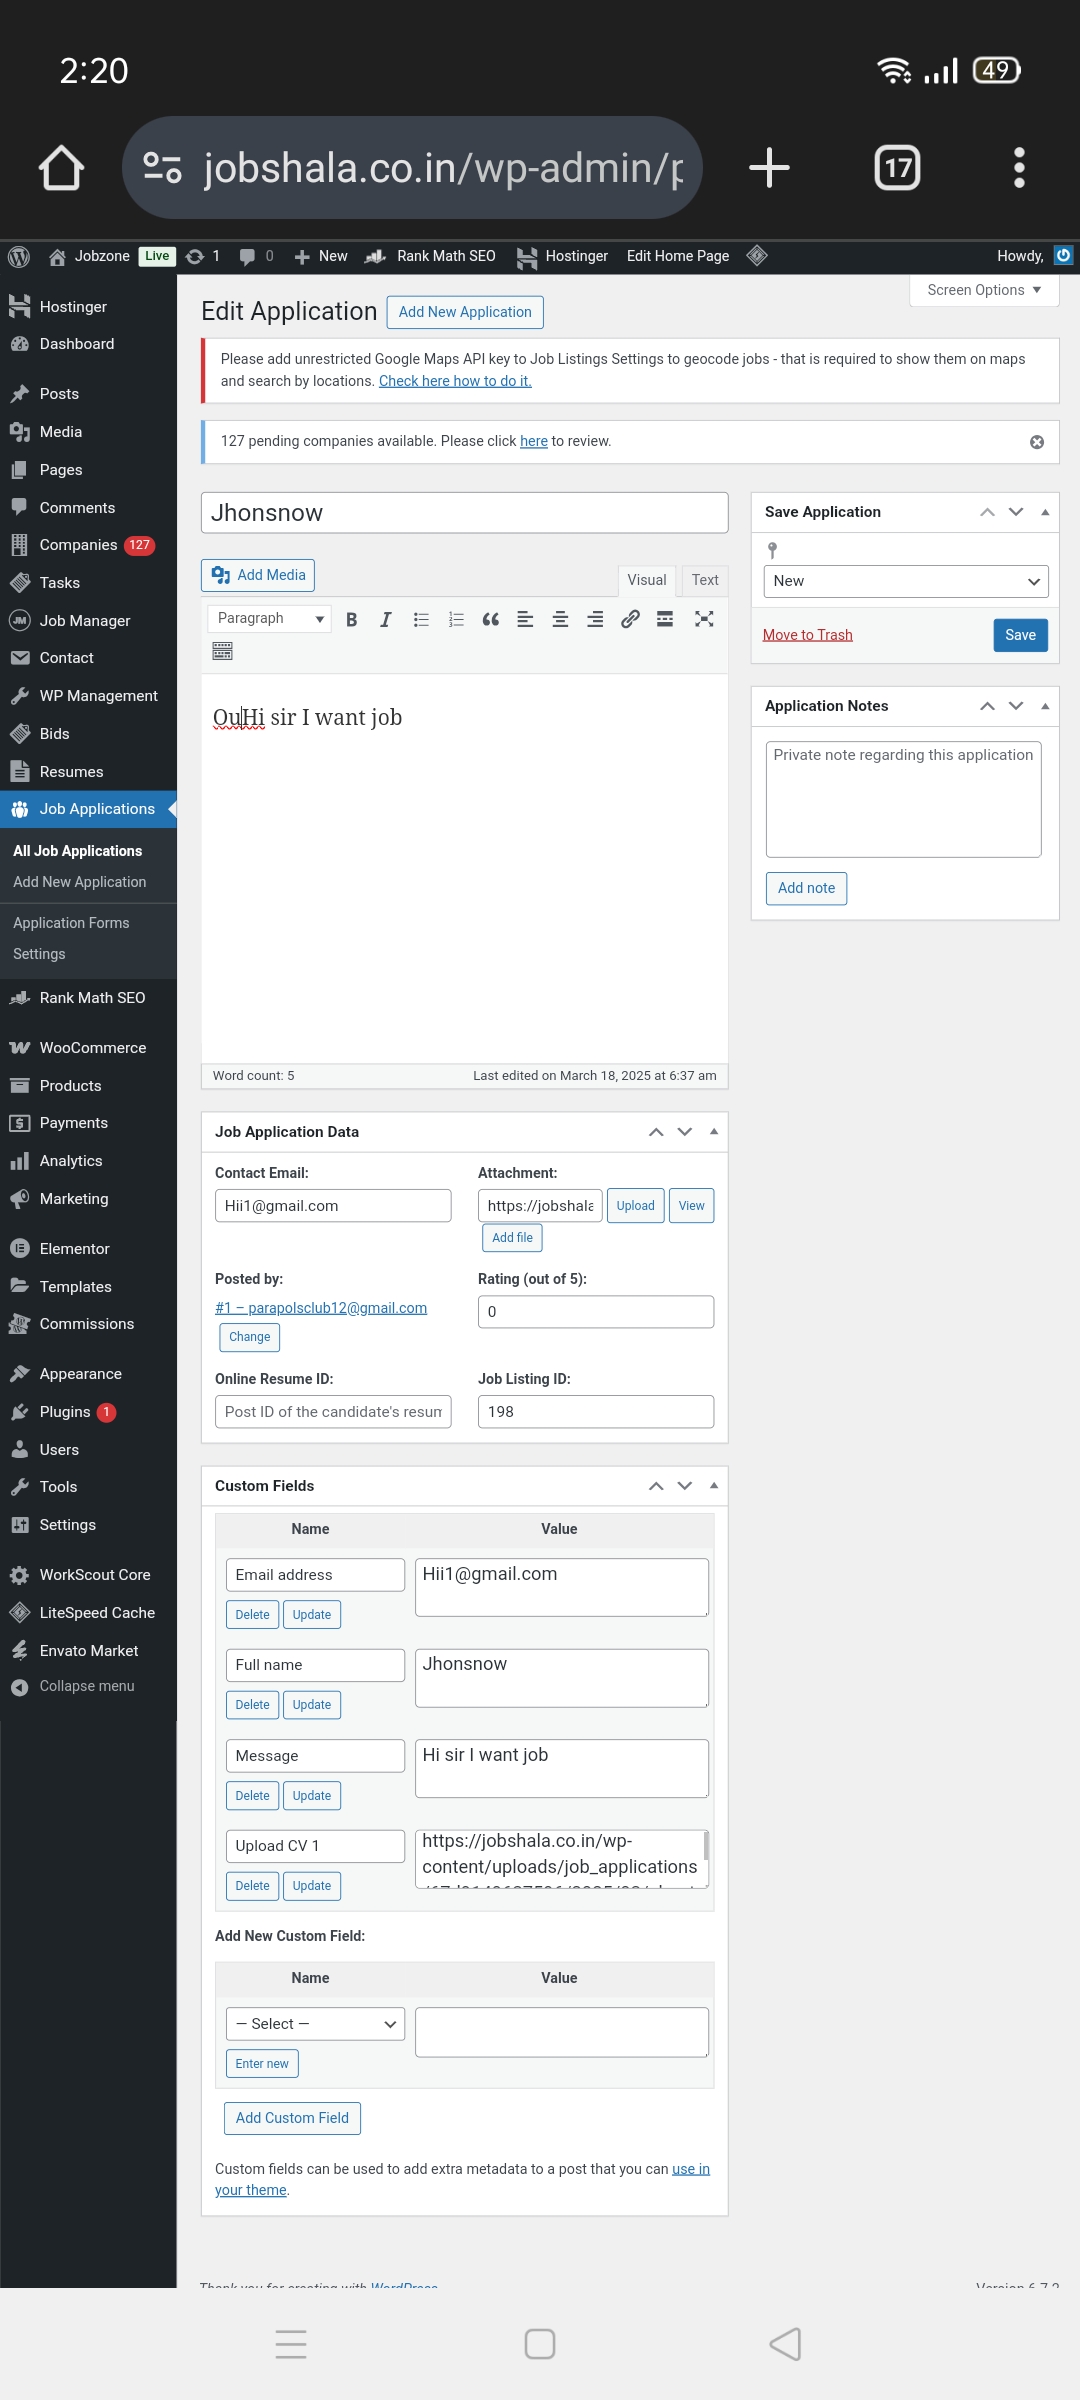 2:20
49
jobshala.co.in/wp-admin/p
17
Jobzone Live 1 0 New Rank Math SEO Hostinger Edit Home Page Howdy,
Screen Options
Hostinger
Dashboard
Posts
Media
Pages
Comments
Companies 127
Tasks
Job Manager
Contact
WP Management
Bids
Resumes
Job Applications
All Job Applications
Add New Application
Application Forms
Settings
Rank Math SEO
WooCommerce
Products
Payments
Analytics
Marketing
Elementor
Templates
Commissions
Appearance
Plugins 1
Users
Tools
Settings
WorkScout Core
LiteSpeed Cache
Envato Market
Collapse menu
Edit Application Add New Application
Please add unrestricted Google Maps API key to Job Listings Settings to geocode jobs - that is required to show them on maps
and search by locations. Check here how to do it.
127 pending companies available. Please click here to review.
Jhonsnow
Add Media
Visual Text
Paragraph
OuHi sir I want job
Word count: 5 Last edited on March 18, 2025 at 6:37 am
Save Application
New
Move to Trash Save
Application Notes
Private note regarding this application
Add note
Job Application Data
Contact Email: Attachment:
Hii1@gmail.com https://jobshala Upload View
Add file
Posted by: Rating (out of 5):
#1 – parapolsclub12@gmail.com 0
Change
Online Resume ID: Job Listing ID:
Post ID of the candidate's resum 198
Custom Fields
Name Value
Email address Hii1@gmail.com
Delete Update
Full name Jhonsnow
Delete Update
Message Hi sir I want job
Delete Update
Upload CV 1 https://jobshala.co.in/wp-
content/uploads/job_applications
Delete Update
Add New Custom Field:
Name Value
— Select —
Enter new
Add Custom Field
Custom fields can be used to add extra metadata to a post that you can use in
your theme.
Thank you for creating with WordPress
Version 6.7.2